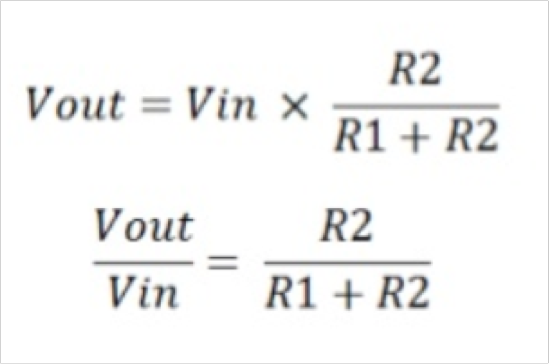 Vout = Vin × R2 / R1 + R2
Vout / Vin = R2 / R1 + R2